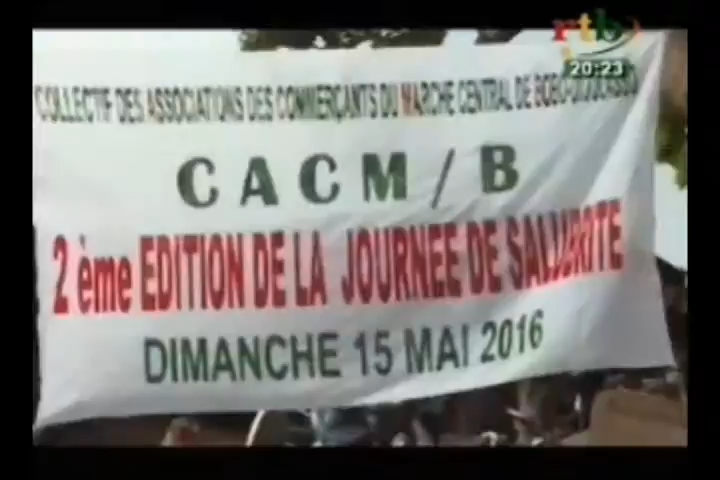 rtb
20:23
COLLECTIF DES ASSOCIATIONS DES COMMERÇANTS DU MARCHE CENTRAL DE BOBO-DIOULASSO
CACM/B
2 ème EDITION DE LA JOURNEE DE SALUBRITE
DIMANCHE 15 MAI 2016